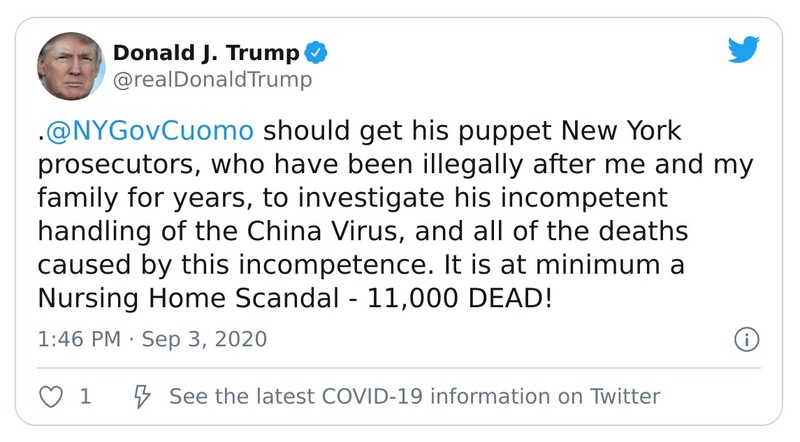 Donald J. Trump
@realDonaldTrump
.@NYGovCuomo should get his puppet New York
prosecutors, who have been illegally after me and my
family for years, to investigate his incompetent
handling of the China Virus, and all of the deaths
caused by this incompetence. It is at minimum a
Nursing Home Scandal - 11,000 DEAD!
1:46 PM · Sep 3, 2020
1 See the latest COVID-19 information on Twitter